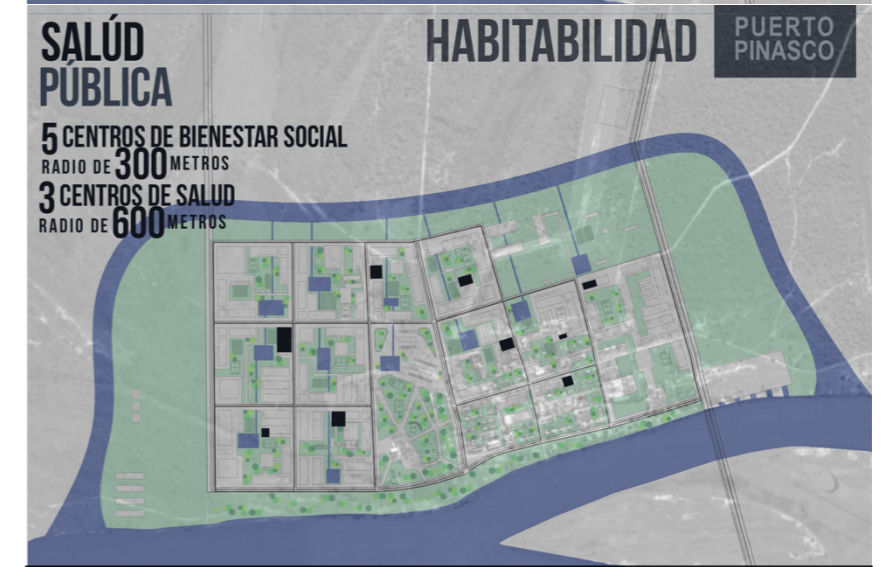 SALÚD
PÚBLICA
5 CENTROS DE BIENESTAR SOCIAL
RADIO DE 300 METROS
3 CENTROS DE SALUD
RADIO DE 600 METROS
HABITABILIDAD
PUERTO
PINASCO